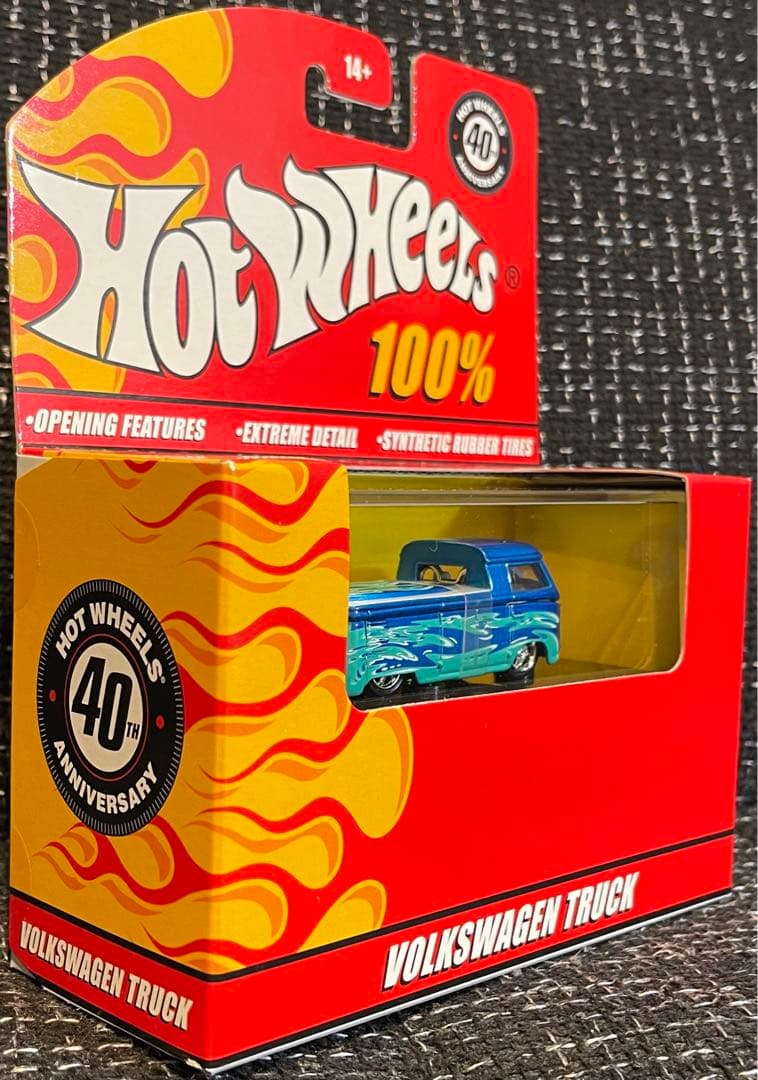 14+
HOT WHEELS
40TH
ANNIVERSARY
HOT WHEELS®
100%
•OPENING FEATURES •EXTREME DETAIL •SYNTHETIC RUBBER TIRES
HOT WHEELS®
40TH
ANNIVERSARY
VOLKSWAGEN TRUCK
VOLKSWAGEN TRUCK